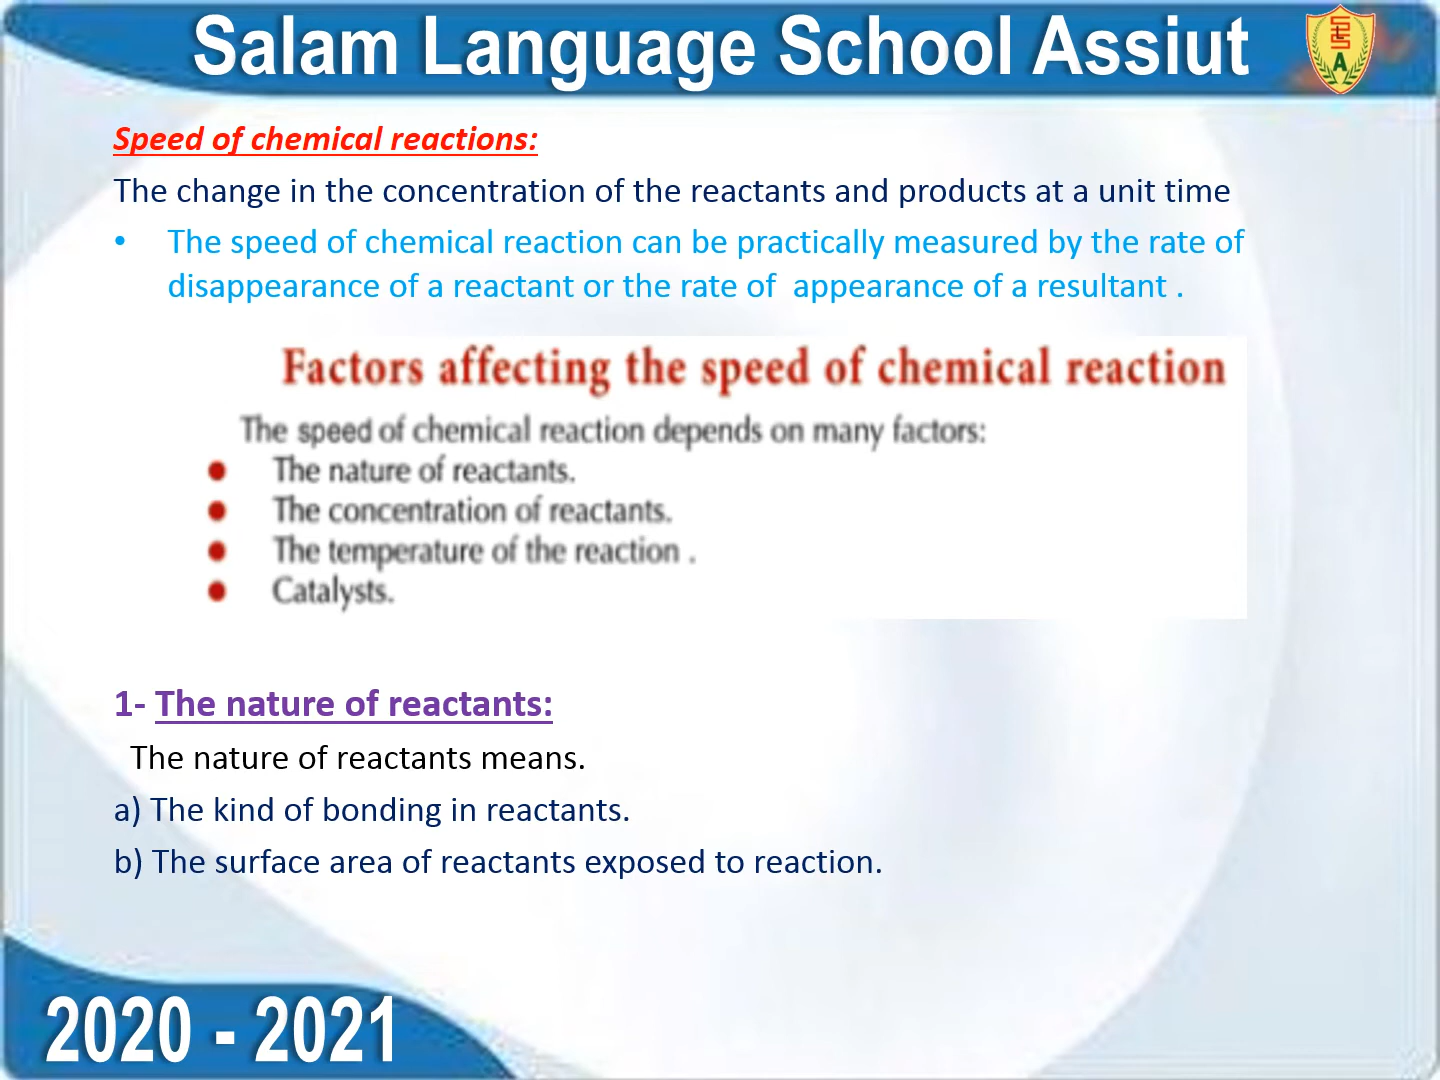 Salam Language School Assiut
Speed of chemical reactions:
The change in the concentration of the reactants and products at a unit time
• The speed of chemical reaction can be practically measured by the rate of
disappearance of a reactant or the rate of  appearance of a resultant .
Factors affecting the speed of chemical reaction
The speed of chemical reaction depends on many factors:
● The nature of reactants.
● The concentration of reactants.
● The temperature of the reaction .
● Catalysts.
1- The nature of reactants:
The nature of reactants means.
a) The kind of bonding in reactants.
b) The surface area of reactants exposed to reaction.
2020 - 2021